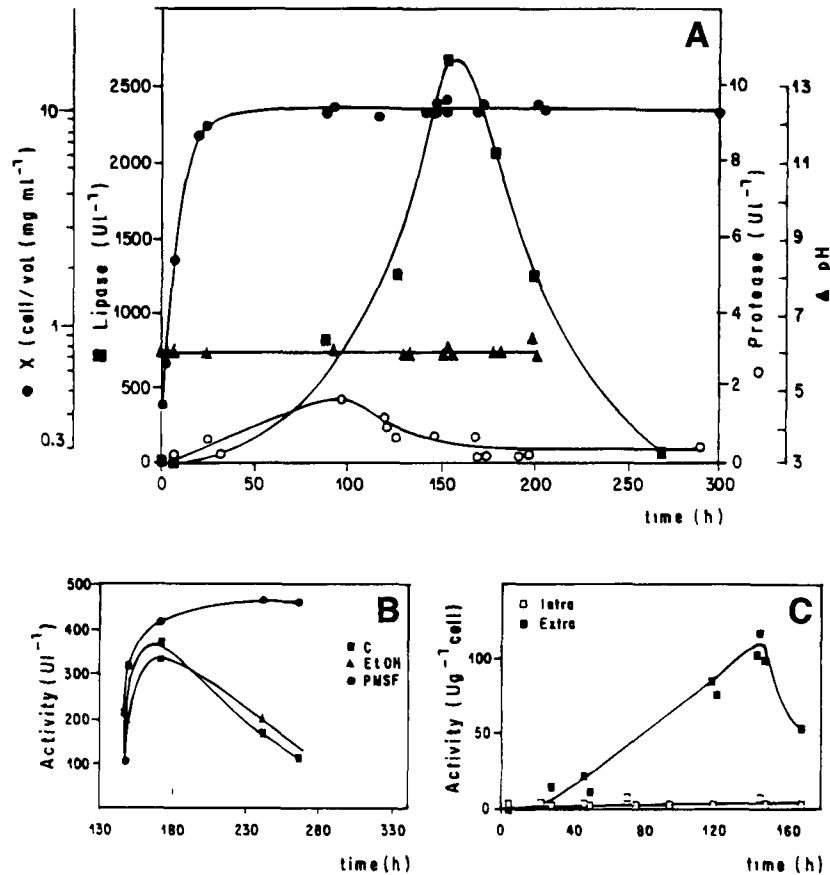 A
● X (cell/vol (mg ml⁻¹)
10
1
0.3
■ Lipase (Ul⁻¹)
2500
2000
1500
1000
500
0
10
8
6
4
2
0
○ Protease (Ul⁻¹)
13
11
9
7
5
3
▲ pH
0
50
100
150
200
250
300
time (h)
B
Activity (Ul⁻¹)
500
400
300
200
100
■ C
▲ EtOH
● PMSF
130
180
230
280
330
time (h)
C
Activity (Ug⁻¹ cell)
□ Intra
■ Extra
100
50
0
0
40
80
120
160
time (h)